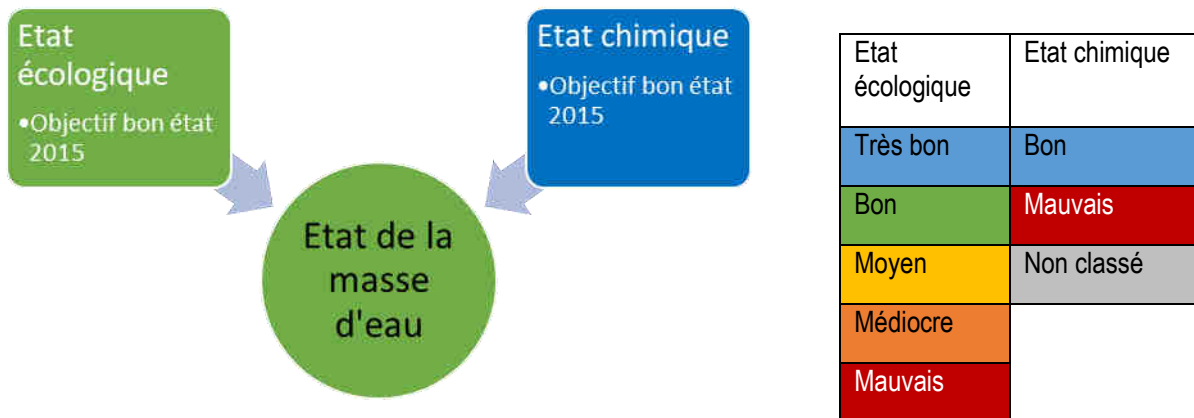 Etat
écologique
•Objectif bon état
2015
Etat chimique
•Objectif bon état
2015
Etat de la
masse
d'eau
Etat
écologique
Etat chimique
Très bon
Bon
Bon
Mauvais
Moyen
Non classé
Médiocre
Mauvais